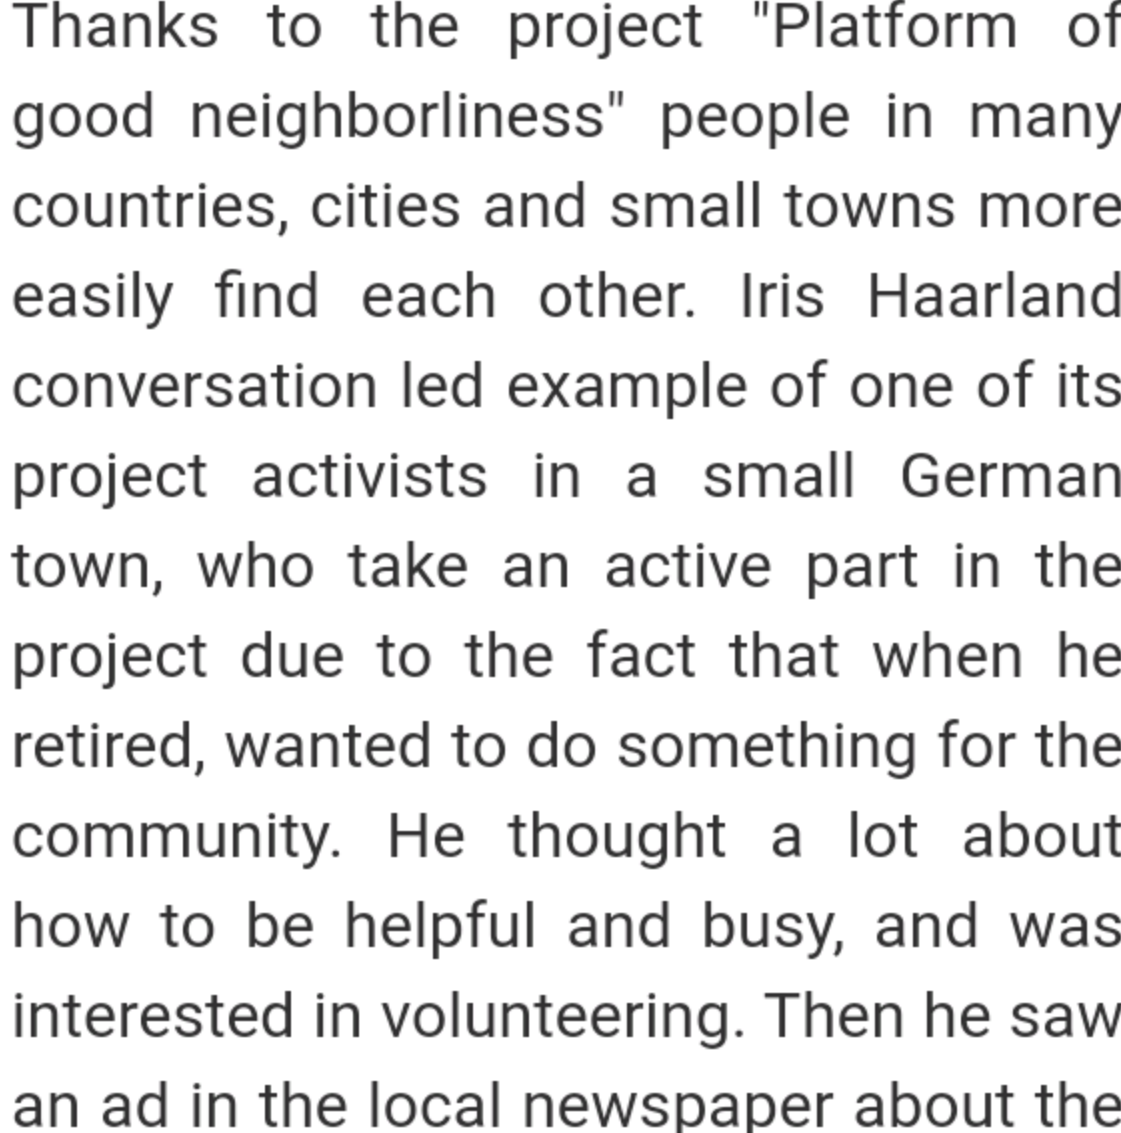 Thanks to the project "Platform of
good neighborliness" people in many
countries, cities and small towns more
easily find each other. Iris Haarland
conversation led example of one of its
project activists in a small German
town, who take an active part in the
project due to the fact that when he
retired, wanted to do something for the
community. He thought a lot about
how to be helpful and busy, and was
interested in volunteering. Then he saw
an ad in the local newspaper about the